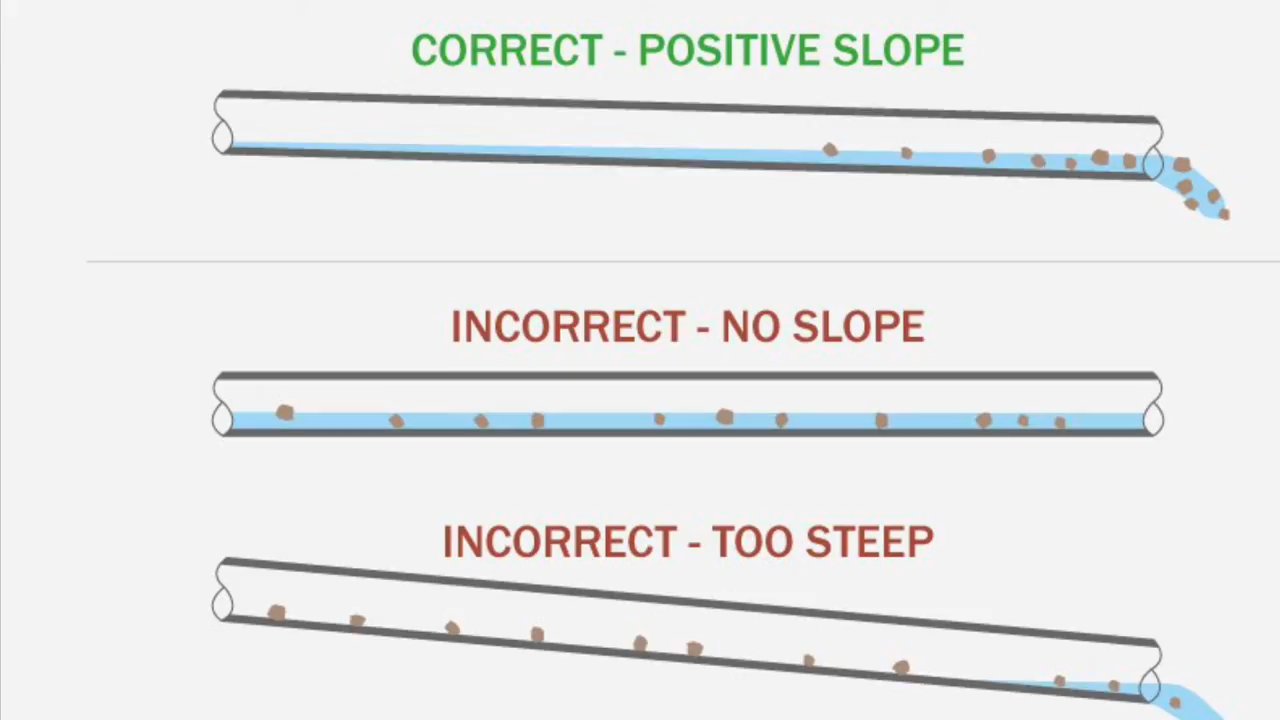 CORRECT - POSITIVE SLOPE
INCORRECT - NO SLOPE
INCORRECT - TOO STEEP